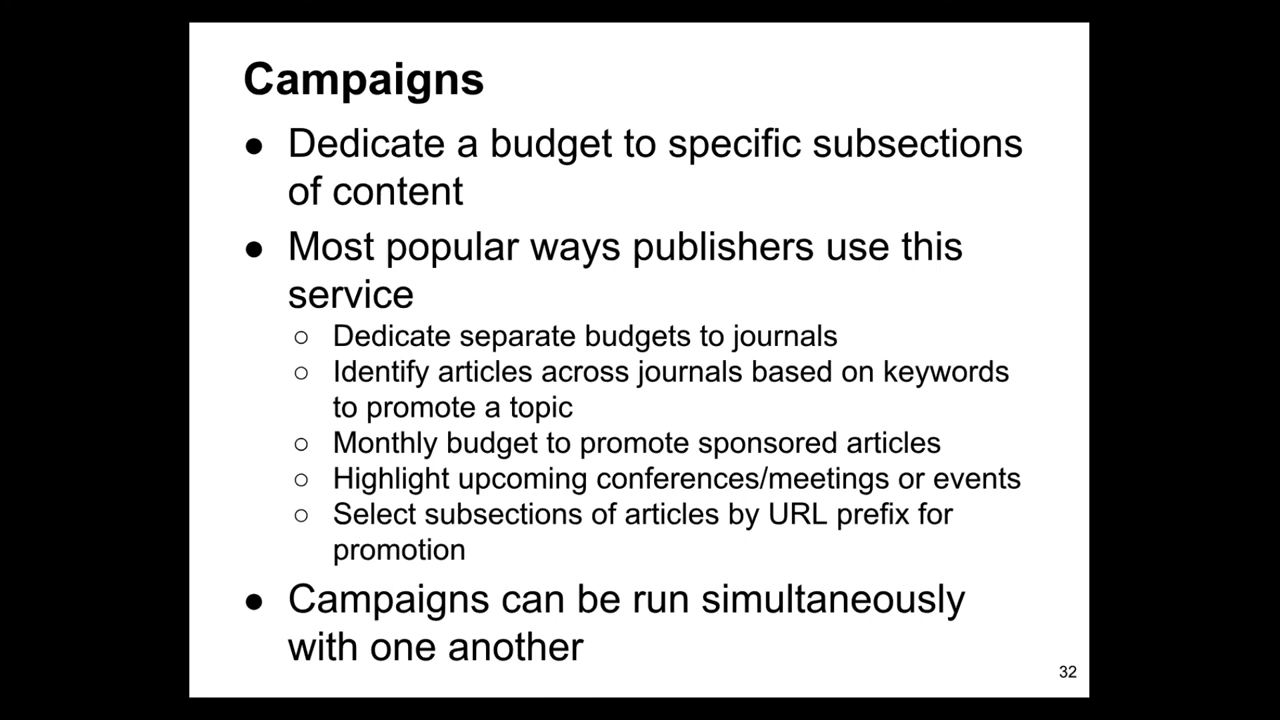 Campaigns
● Dedicate a budget to specific subsections
of content
● Most popular ways publishers use this
service
○ Dedicate separate budgets to journals
○ Identify articles across journals based on keywords
to promote a topic
○ Monthly budget to promote sponsored articles
○ Highlight upcoming conferences/meetings or events
○ Select subsections of articles by URL prefix for
promotion
● Campaigns can be run simultaneously
with one another
32